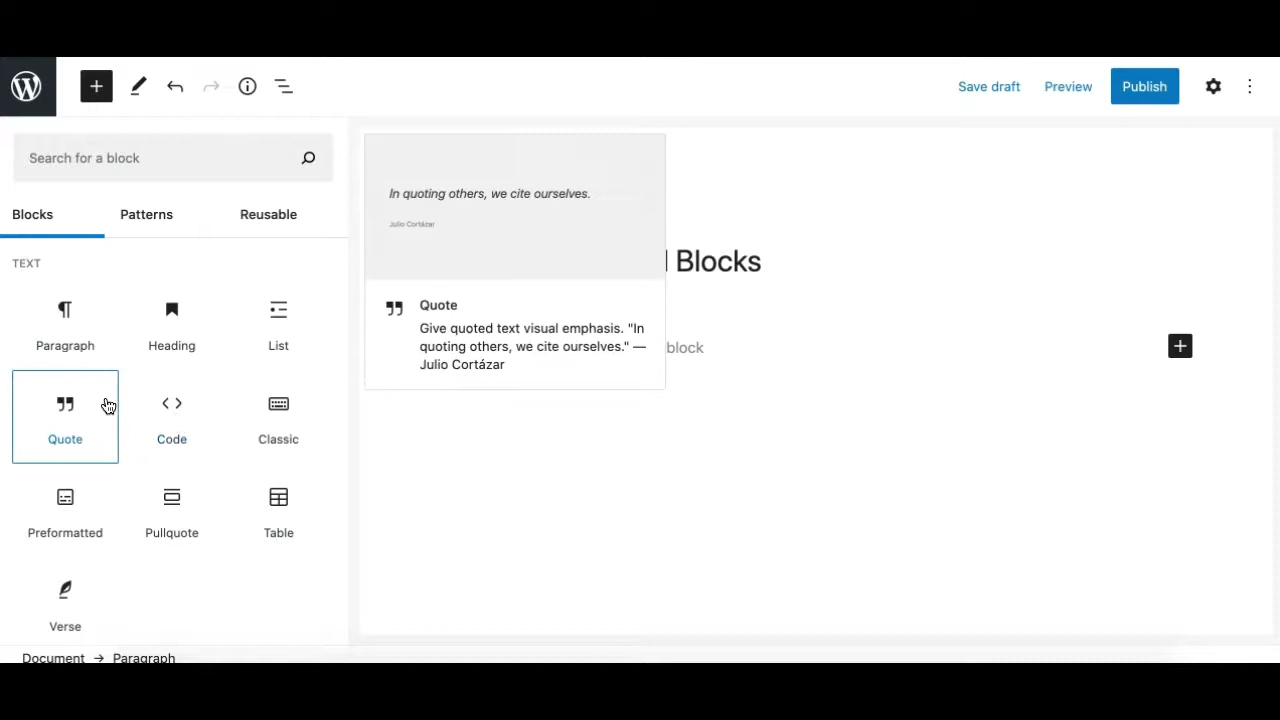 Save draft
Preview
Publish
Search for a block
Blocks
Patterns
Reusable
TEXT
Paragraph
Heading
List
Quote
Code
Classic
Preformatted
Pullquote
Table
Verse
In quoting others, we cite ourselves.
Julio Cortázar
Quote
Give quoted text visual emphasis. "In
quoting others, we cite ourselves." —
Julio Cortázar
Blocks
block
Document → Paragraph